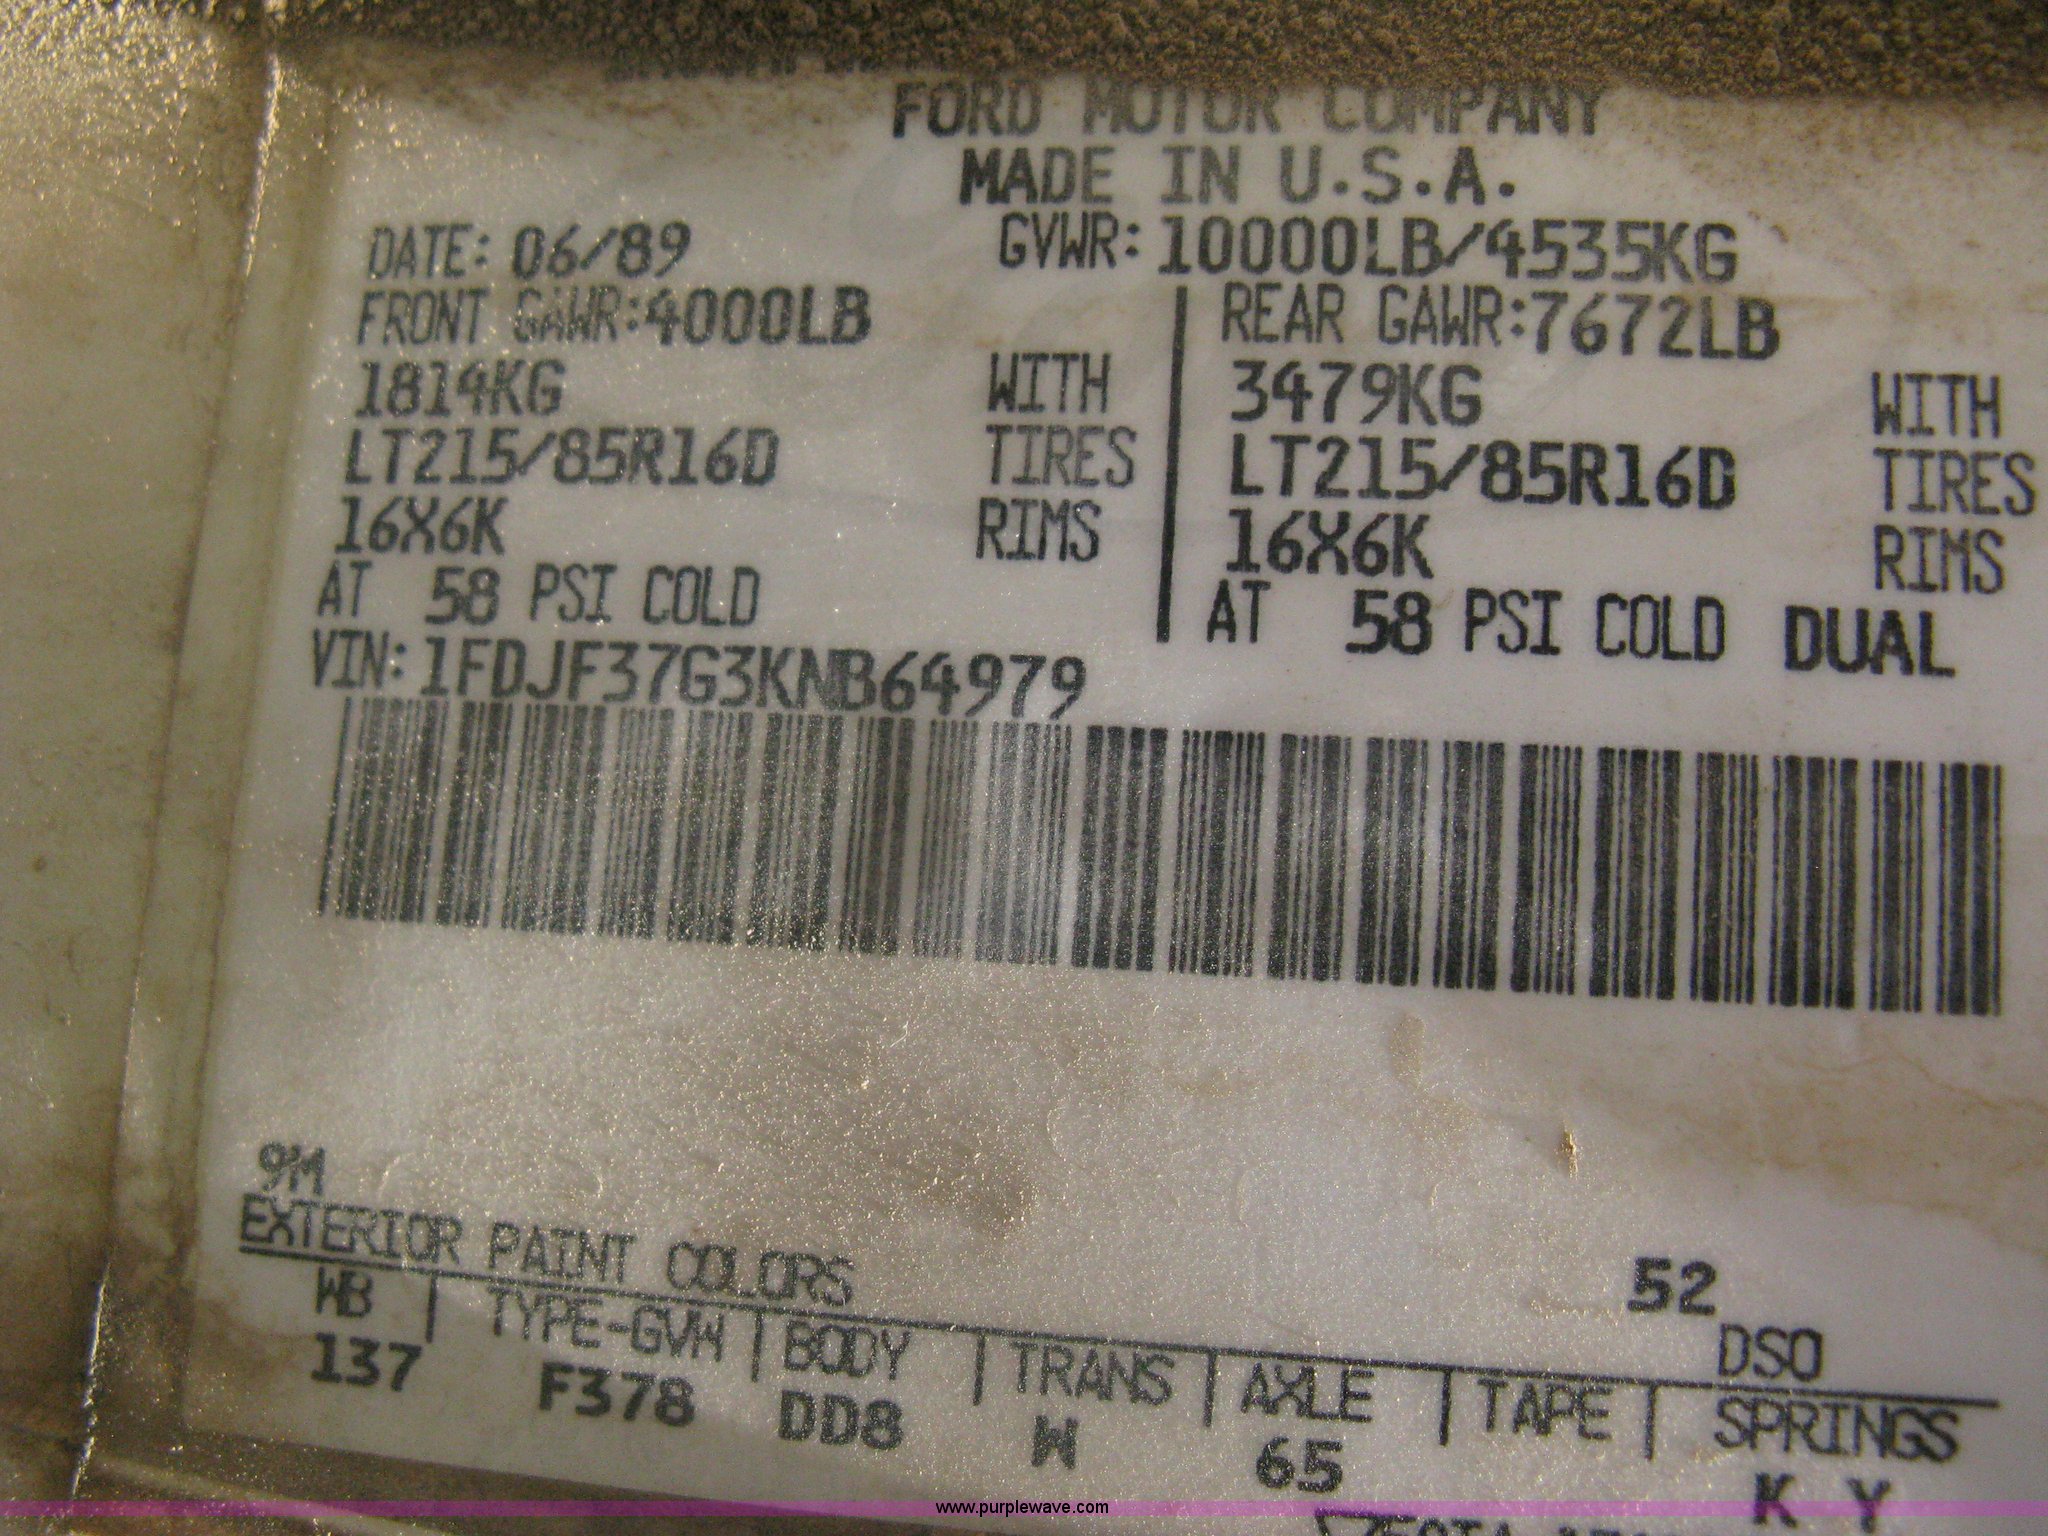 FORD MOTOR COMPANY
MADE IN U.S.A.
DATE: 06/89 GVWR: 10000LB/4535KG
FRONT GAWR: 4000LB REAR GAWR: 7672LB
1814KG WITH 3479KG WITH
LT215/85R16D TIRES LT215/85R16D TIRES
16X6K RIMS 16X6K RIMS
AT 58 PSI COLD AT 58 PSI COLD DUAL
VIN: 1FDJF37G3KNB64979
9M
EXTERIOR PAINT COLORS 52 DSO
WB | TYPE-GVW | BODY | TRANS | AXLE | TAPE | SPRINGS
137 F378 DD8 W 65 K Y
www.purplewave.com